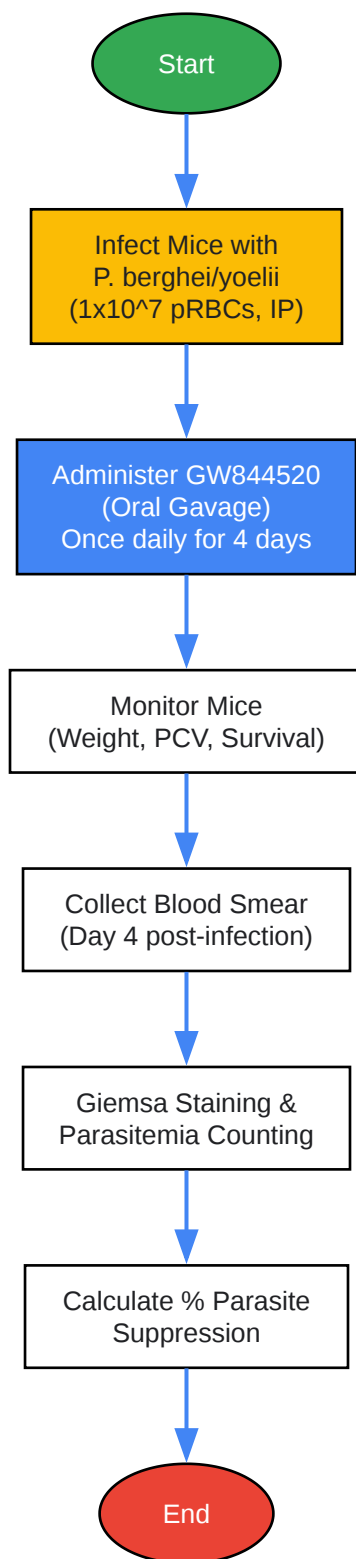 Start
Infect Mice with
P. berghei/yoelii
(1x10^7 pRBCs, IP)
Administer GW844520
(Oral Gavage)
Once daily for 4 days
Monitor Mice
(Weight, PCV, Survival)
Collect Blood Smear
(Day 4 post-infection)
Giemsa Staining &
Parasitemia Counting
Calculate % Parasite
Suppression
End